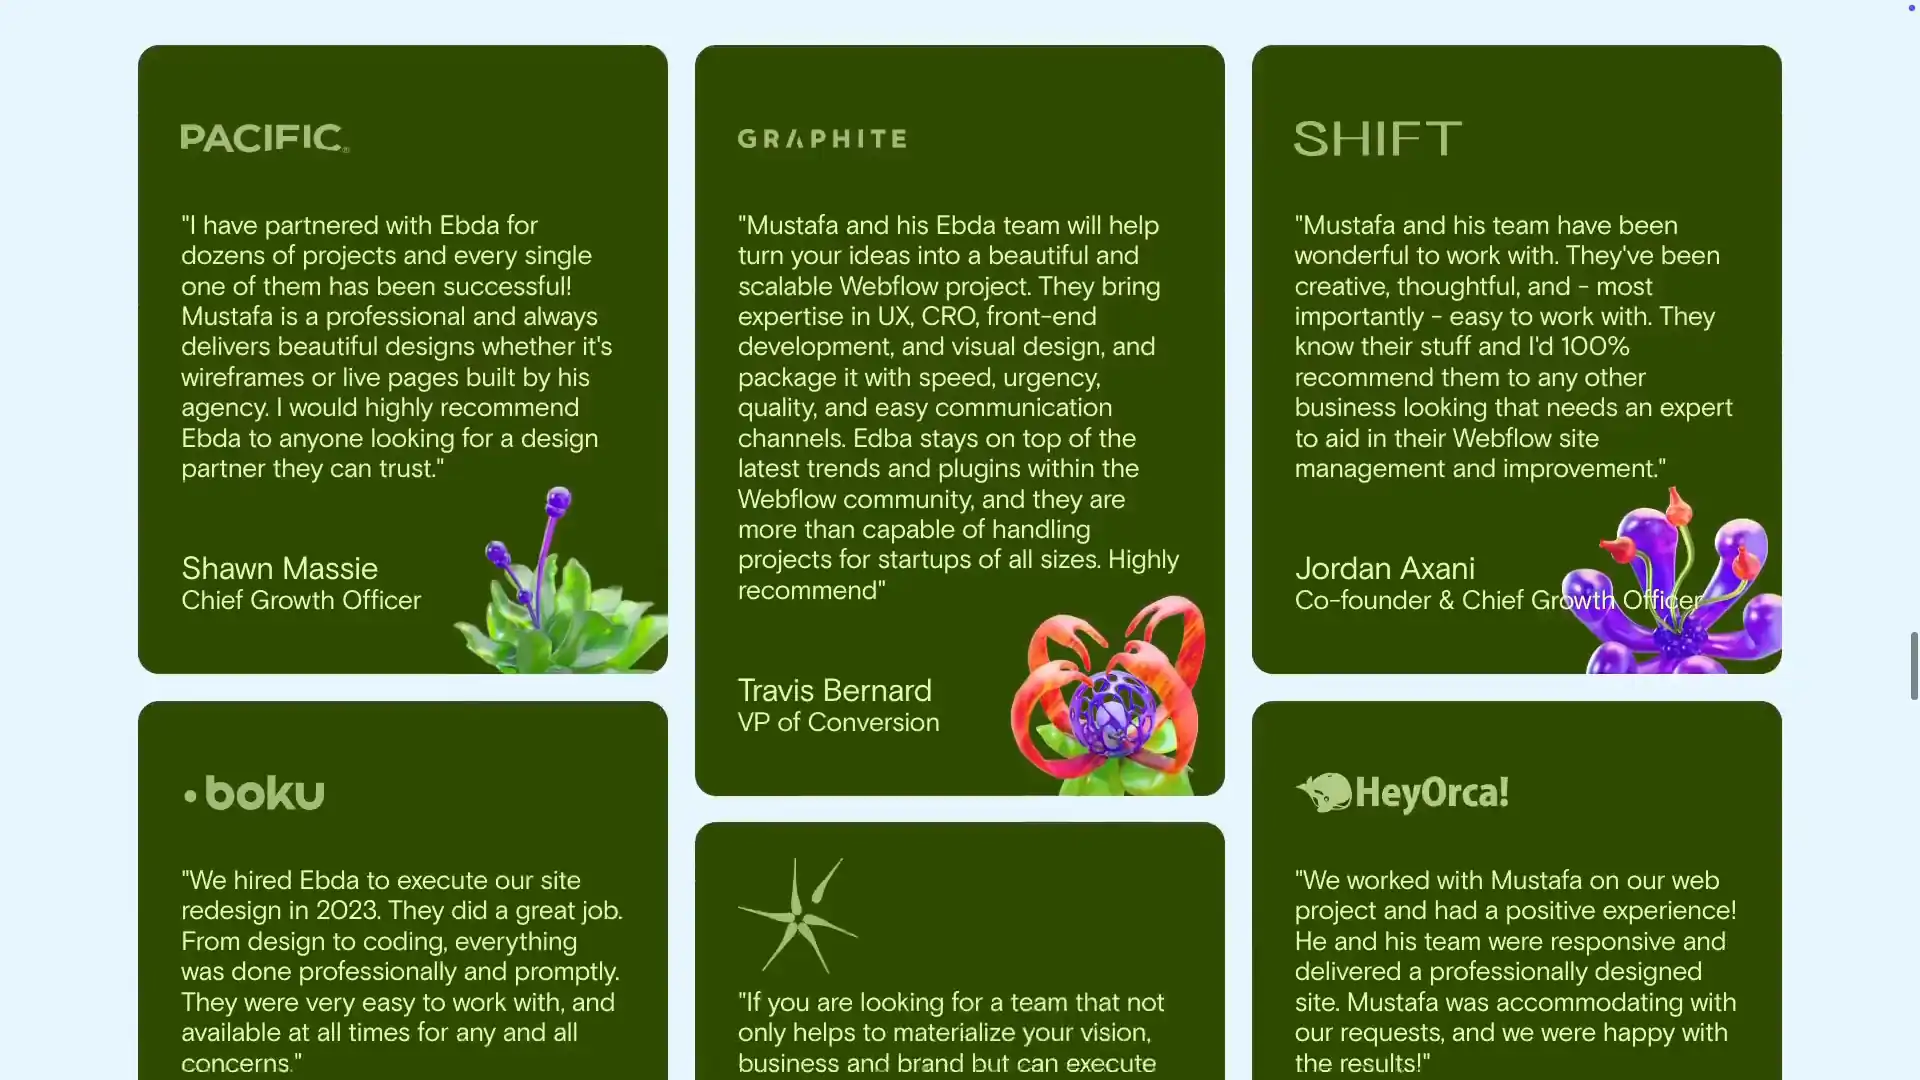 PACIFIC®
"I have partnered with Ebda for
dozens of projects and every single
one of them has been successful!
Mustafa is a professional and always
delivers beautiful designs whether it's
wireframes or live pages built by his
agency. I would highly recommend
Ebda to anyone looking for a design
partner they can trust."
Shawn Massie
Chief Growth Officer
GRAPHITE
"Mustafa and his Ebda team will help
turn your ideas into a beautiful and
scalable Webflow project. They bring
expertise in UX, CRO, front-end
development, and visual design, and
package it with speed, urgency,
quality, and easy communication
channels. Edba stays on top of the
latest trends and plugins within the
Webflow community, and they are
more than capable of handling
projects for startups of all sizes. Highly
recommend"
Travis Bernard
VP of Conversion
SHIFT
"Mustafa and his team have been
wonderful to work with. They've been
creative, thoughtful, and - most
importantly - easy to work with. They
know their stuff and I'd 100%
recommend them to any other
business looking that needs an expert
to aid in their Webflow site
management and improvement."
Jordan Axani
Co-founder & Chief Growth Officer
boku
"We hired Ebda to execute our site
redesign in 2023. They did a great job.
From design to coding, everything
was done professionally and promptly.
They were very easy to work with, and
available at all times for any and all
concerns."
"If you are looking for a team that not
only helps to materialize your vision,
business and brand but can execute
HeyOrca!
"We worked with Mustafa on our web
project and had a positive experience!
He and his team were responsive and
delivered a professionally designed
site. Mustafa was accommodating with
our requests, and we were happy with
the results!"